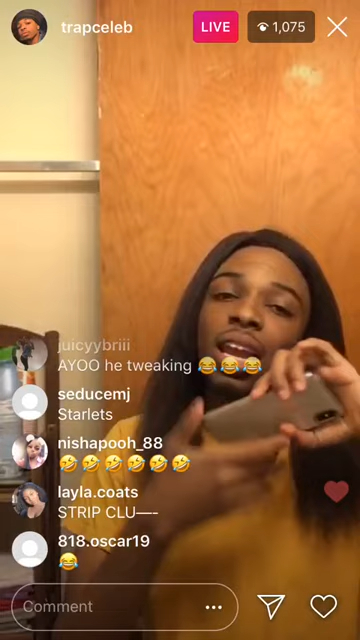 trapceleb
LIVE
1,075
juicyybriii
AYOO he tweaking 😂😂😂
seducemj
Starlets
nishapooh_88
🤣🤣🤣🤣🤣🤣
layla.coats
STRIP CLU—-
818.oscar19
😂
Comment